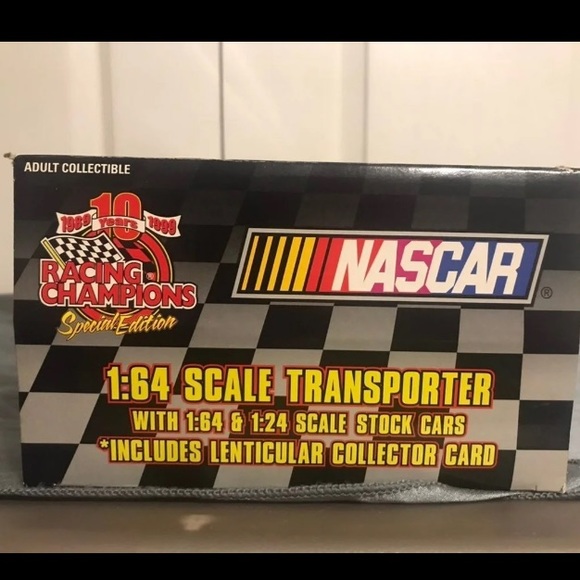 ADULT COLLECTIBLE
1989 10 Years 1999
RACING
CHAMPIONS
Special Edition
NASCAR®
1:64 SCALE TRANSPORTER
WITH 1:64 & 1:24 SCALE STOCK CARS
*INCLUDES LENTICULAR COLLECTOR CARD